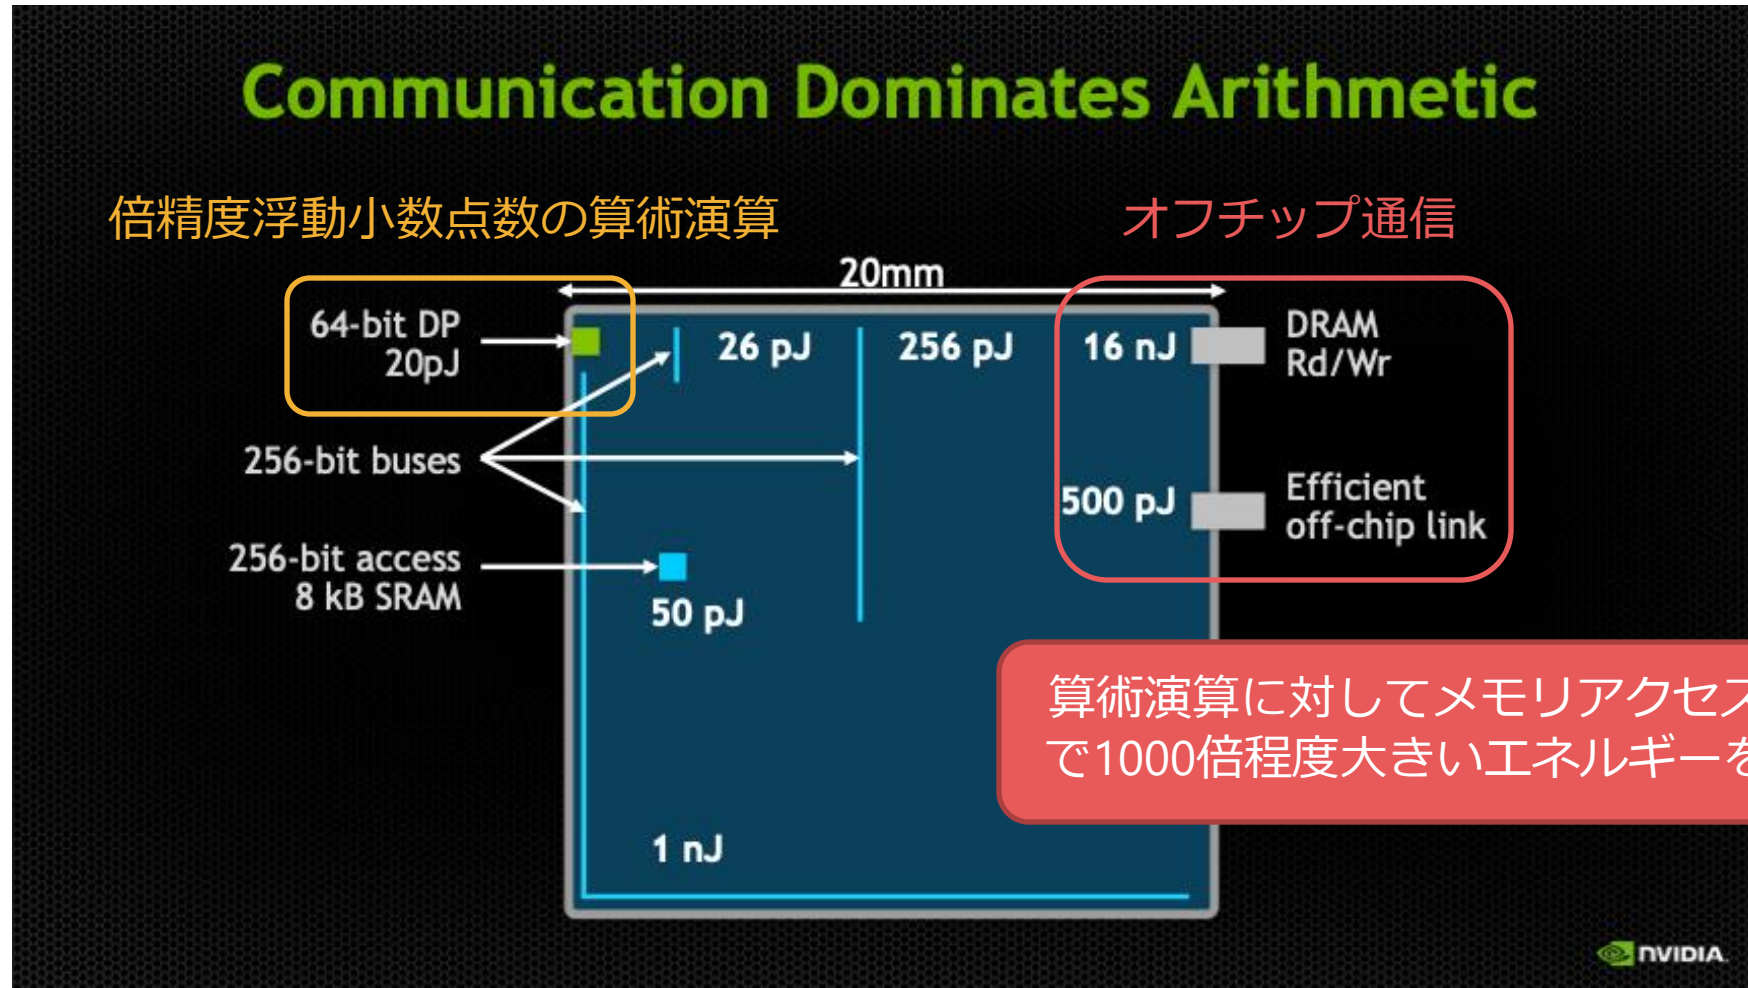 Communication Dominates Arithmetic
倍精度浮動小数点数の算術演算
オフチップ通信
20mm
64-bit DP
20pJ
26 pJ
256 pJ
16 nJ
DRAM
Rd/Wr
256-bit buses
500 pJ
Efficient
off-chip link
256-bit access
8 kB SRAM
50 pJ
算術演算に対してメモリアクセス
で1000倍程度大きいエネルギーを
1 nJ
NVIDIA.